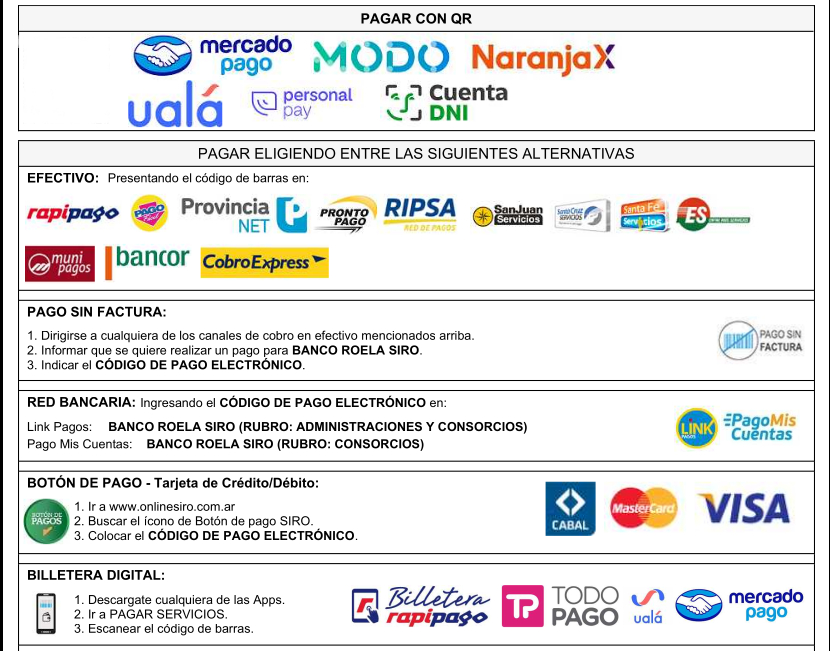 PAGAR CON QR
mercado pago
MODO
NaranjaX
ualá
personal pay
Cuenta DNI
PAGAR ELIGIENDO ENTRE LAS SIGUIENTES ALTERNATIVAS
EFECTIVO: Presentando el código de barras en:
rapipago
PAGO FACIL
Provincia NET
PRONTO PAGO
RIPSA
RED DE PAGOS
SanJuan Servicios
Santa Cruz SERVICIOS
Santa Fé Servicios
ES
muni pagos
bancor
CobroExpress
PAGO SIN FACTURA:
1. Dirigirse a cualquiera de los canales de cobro en efectivo mencionados arriba.
2. Informar que se quiere realizar un pago para BANCO ROELA SIRO.
3. Indicar el CÓDIGO DE PAGO ELECTRÓNICO.
PAGO SIN FACTURA
RED BANCARIA: Ingresando el CÓDIGO DE PAGO ELECTRÓNICO en:
Link Pagos: BANCO ROELA SIRO (RUBRO: ADMINISTRACIONES Y CONSORCIOS)
Pago Mis Cuentas: BANCO ROELA SIRO (RUBRO: CONSORCIOS)
LINK PAGOS
PagoMisCuentas
BOTÓN DE PAGO - Tarjeta de Crédito/Débito:
BOTÓN DE PAGOS
1. Ir a www.onlinesiro.com.ar
2. Buscar el ícono de Botón de pago SIRO.
3. Colocar el CÓDIGO DE PAGO ELECTRÓNICO.
CABAL
MasterCard
VISA
BILLETERA DIGITAL:
1. Descargate cualquiera de las Apps.
2. Ir a PAGAR SERVICIOS.
3. Escanear el código de barras.
Billetera rapipago
TP TODO PAGO
ualá
mercado pago